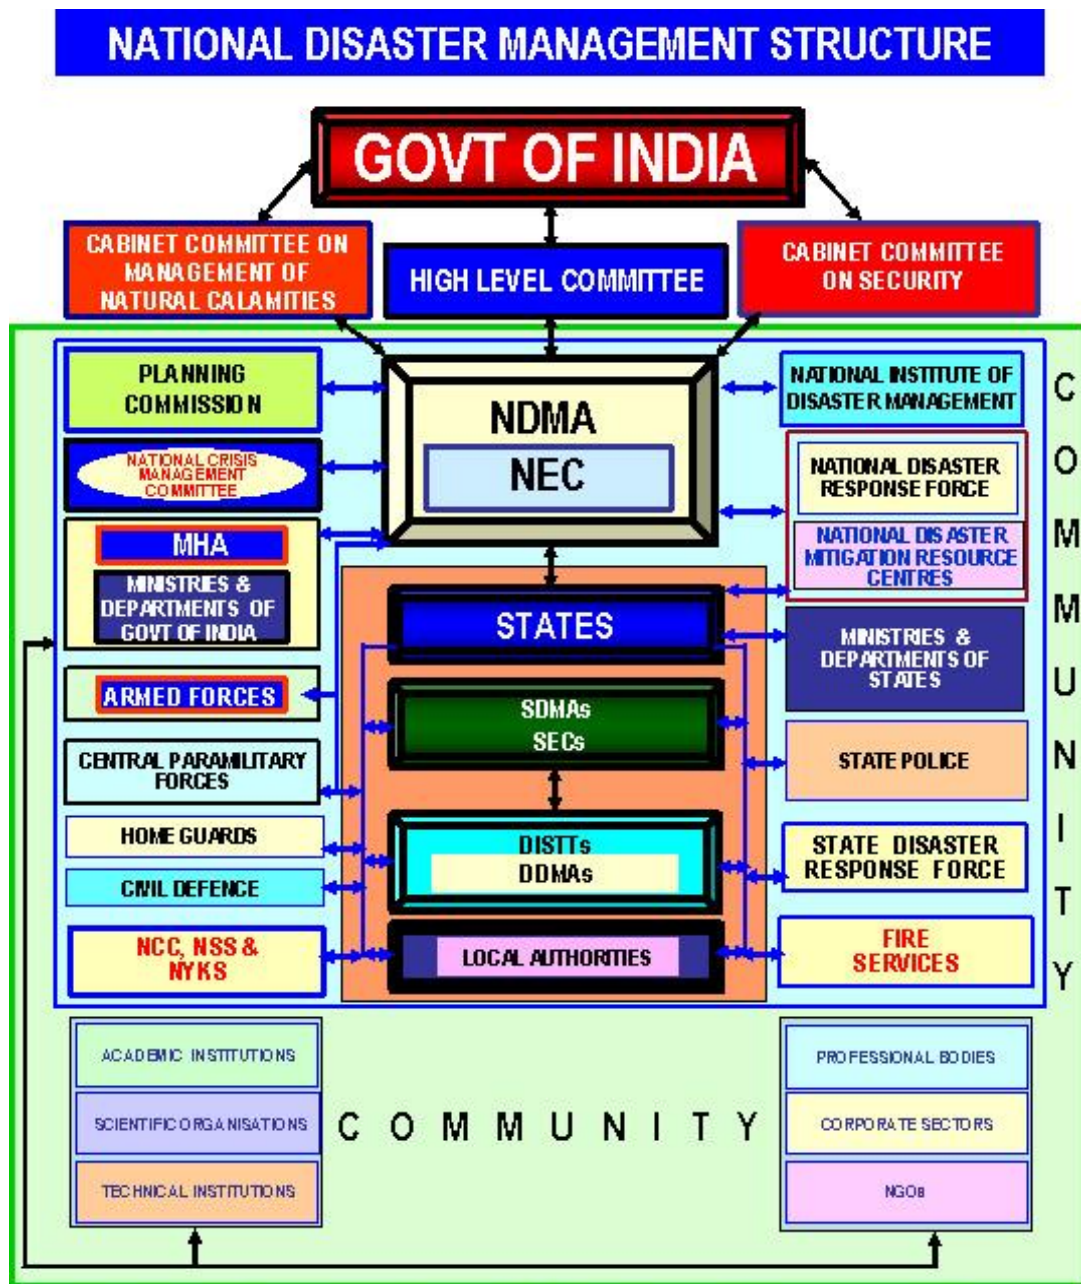 NATIONAL DISASTER MANAGEMENT STRUCTURE
GOVT OF INDIA
CABINET COMMITTEE ON
MANAGEMENT OF
NATURAL CALAMITIES
HIGH LEVEL COMMITTEE
CABINET COMMITTEE
ON SECURITY
PLANNING
COMMISSION
NDMA
NEC
NATIONAL INSTITUTE OF
DISASTER MANAGEMENT
NATIONAL CRISIS
MANAGEMENT
COMMITTEE
NATIONAL DISASTER
RESPONSE FORCE
NATIONAL DISASTER
MITIGATION RESOURCE
CENTRES
MHA
MINISTRIES &
DEPARTMENTS OF
GOVT OF INDIA
STATES
MINISTRIES &
DEPARTMENTS OF
STATES
ARMED FORCES
SDMAs
SECs
CENTRAL PARAMILITARY
FORCES
STATE POLICE
HOME GUARDS
DISTTs
DDMAs
STATE DISASTER
RESPONSE FORCE
CIVIL DEFENCE
NCC, NSS &
NYKS
LOCAL AUTHORITIES
FIRE
SERVICES
COMMUNITY
ACADEMIC INSTITUTIONS
SCIENTIFIC ORGANISATIONS
TECHNICAL INSTITUTIONS
COMMUNITY
PROFESSIONAL BODIES
CORPORATE SECTORS
NGOs